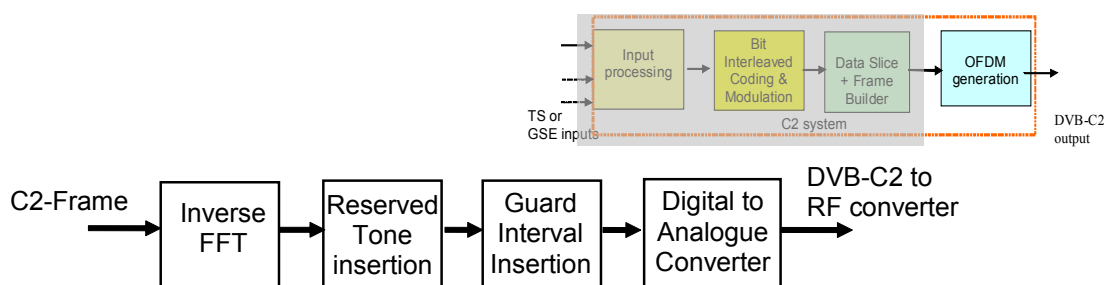 Input
processing
Bit
Interleaved
Coding &
Modulation
Data Slice
+ Frame
Builder
OFDM
generation
TS or
GSE inputs
C2 system
DVB-C2
output
C2-Frame
Inverse
FFT
Reserved
Tone
insertion
Guard
Interval
Insertion
Digital to
Analogue
Converter
DVB-C2 to
RF converter